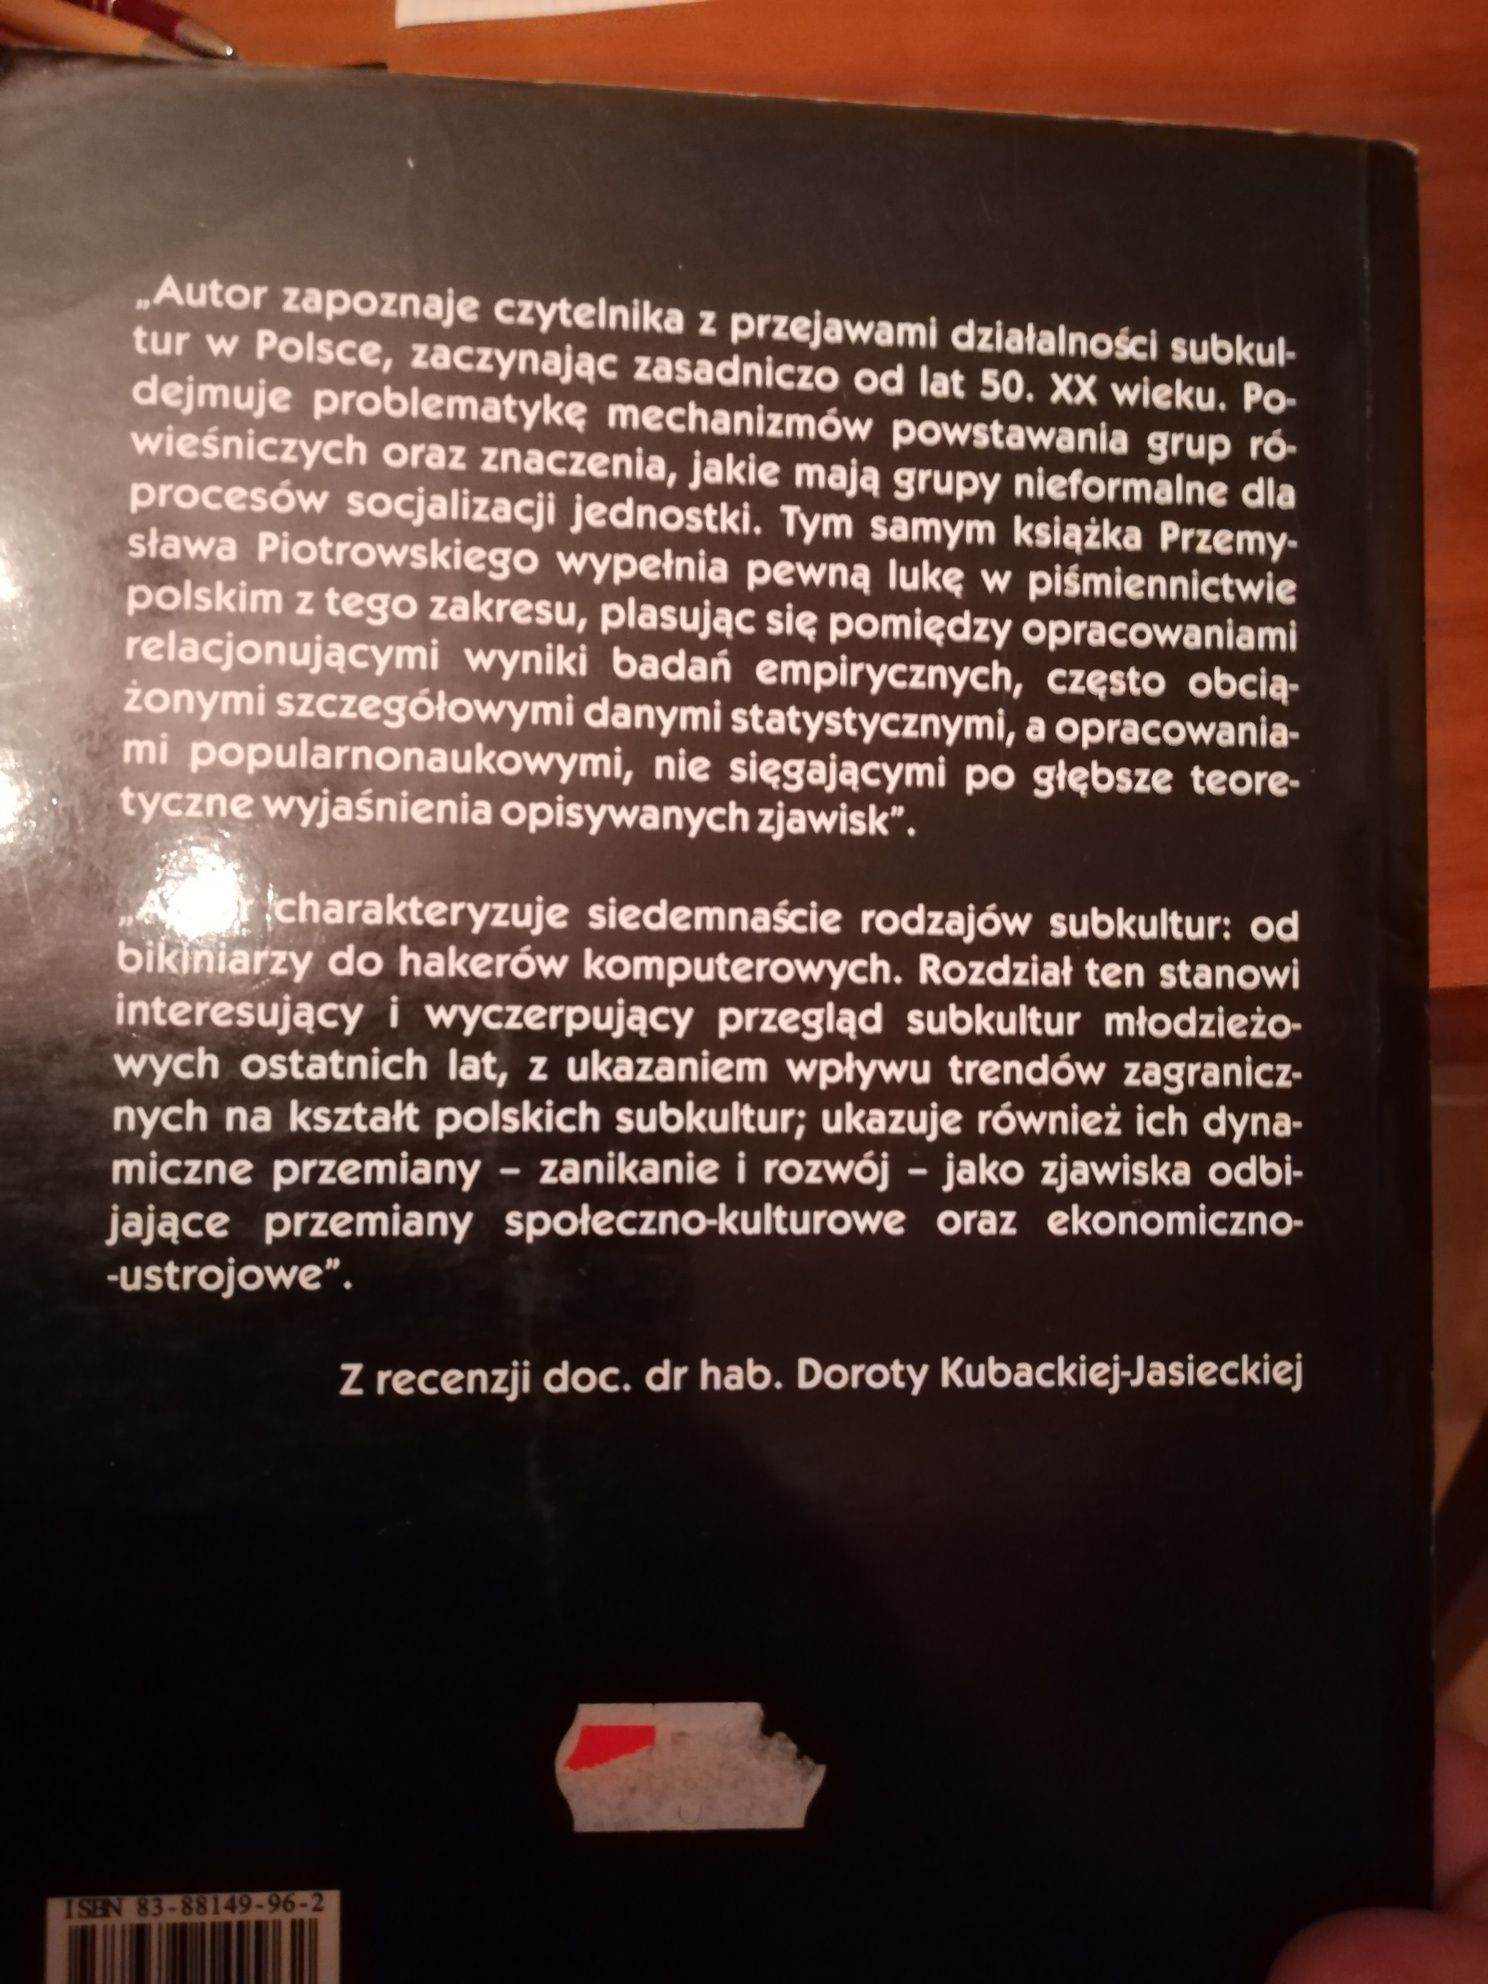 „Autor zapoznaje czytelnika z przejawami działalności subkul-
tur w Polsce, zaczynając zasadniczo od lat 50. XX wieku. Po-
dejmuje problematykę mechanizmów powstawania grup ró-
wieśniczych oraz znaczenia, jakie mają grupy nieformalne dla
procesów socjalizacji jednostki. Tym samym książka Przemy-
sława Piotrowskiego wypełnia pewną lukę w piśmiennictwie
polskim z tego zakresu, plasując się pomiędzy opracowaniami
relacjonującymi wyniki badań empirycznych, często obcią-
żonymi szczegółowymi danymi statystycznymi, a opracowania-
mi popularnonaukowymi, nie sięgającymi po głębsze teore-
tyczne wyjaśnienia opisywanych zjawisk”.
charakteryzuje siedemnaście rodzajów subkultur: od
bikiniarzy do hakerów komputerowych. Rozdział ten stanowi
interesujący i wyczerpujący przegląd subkultur młodzieżo-
wych ostatnich lat, z ukazaniem wpływu trendów zagranicz-
nych na kształt polskich subkultur; ukazuje również ich dyna-
miczne przemiany – zanikanie i rozwój – jako zjawiska odbi-
jające przemiany społeczno-kulturowe oraz ekonomiczno-
-ustrojowe”.
Z recenzji doc. dr hab. Doroty Kubackiej-Jasieckiej
ISBN 83-88149-96-2